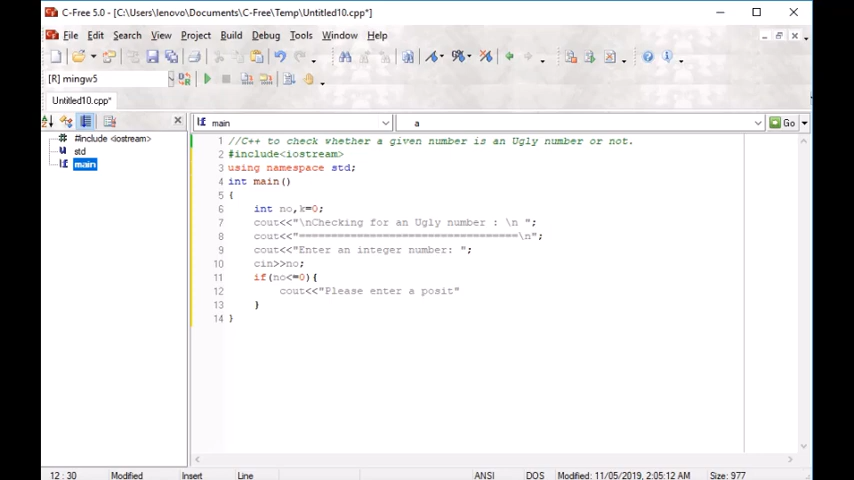 C-Free 5.0 - [C:\Users\lenovo\Documents\C-Free\Temp\Untitled10.cpp*]
File Edit Search View Project Build Debug Tools Window Help
[R] mingw5
Untitled10.cpp*
main a Go
#include <iostream>
std
main
1 //C++ to check whether a given number is an Ugly number or not.
2 #include<iostream>
3 using namespace std;
4 int main()
5 {
6 int no,k=0;
7 cout<<"\nChecking for an Ugly number : \n ";
8 cout<<"==================================\n";
9 cout<<"Enter an integer number: ";
10 cin>>no;
11 if(no<=0){
12 cout<<"Please enter a posit"
13 }
14 }
12 : 30 Modified Insert Line ANSI DOS Modified: 11/05/2019, 2:05:12 AM Size: 977